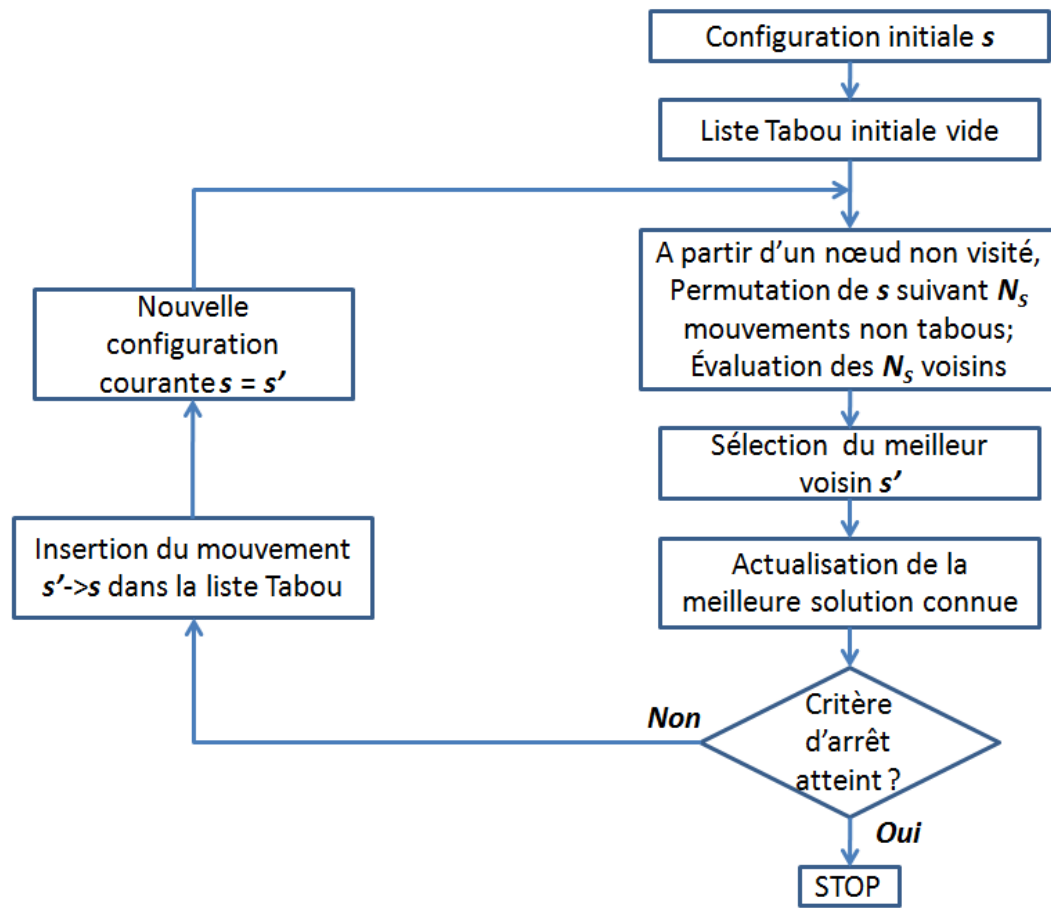 Configuration initiale s
Liste Tabou initiale vide
A partir d'un nœud non visité,
Permutation de s suivant NS
mouvements non tabous;
Évaluation des NS voisins
Sélection du meilleur
voisin s'
Actualisation de la
meilleure solution connue
Critère
d'arrêt
atteint ?
Non
Oui
STOP
Insertion du mouvement
s'->s dans la liste Tabou
Nouvelle
configuration
courante s = s'